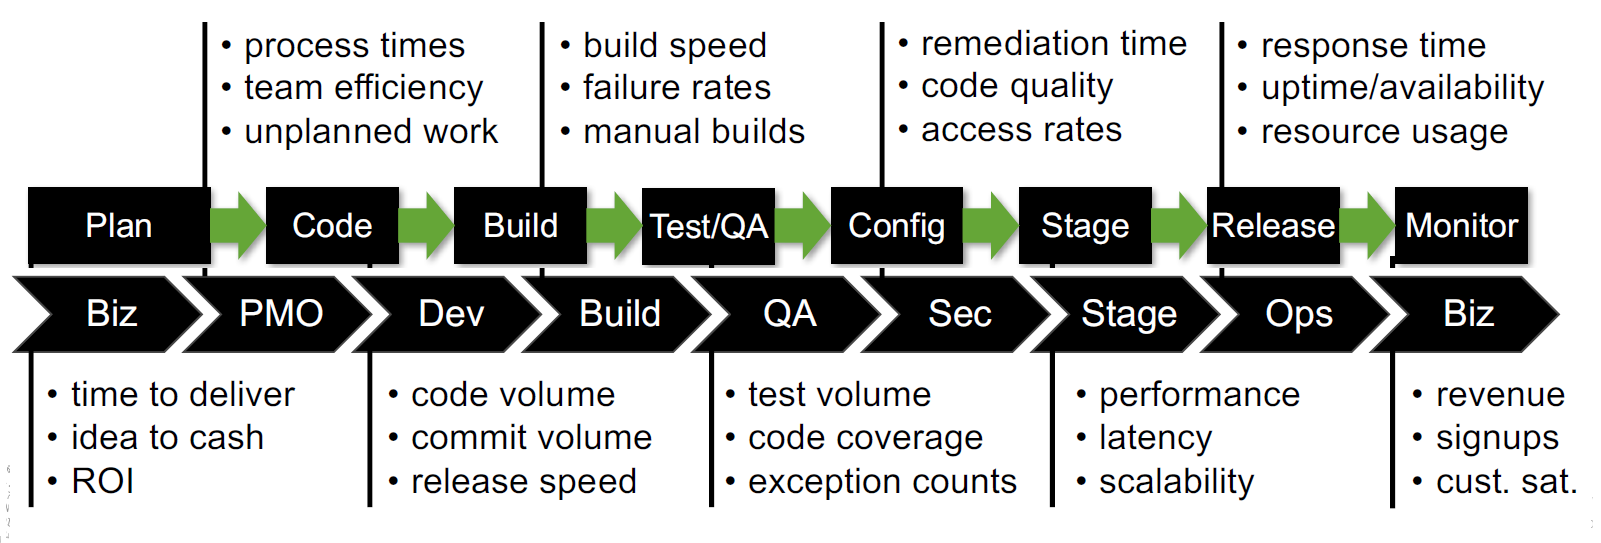 • process times
• team efficiency
• unplanned work
• build speed
• failure rates
• manual builds
• remediation time
• code quality
• access rates
• response time
• uptime/availability
• resource usage
Plan
Code
Build
Test/QA
Config
Stage
Release
Monitor
Biz
PMO
Dev
Build
QA
Sec
Stage
Ops
Biz
• time to deliver
• idea to cash
• ROI
• code volume
• commit volume
• release speed
• test volume
• code coverage
• exception counts
• performance
• latency
• scalability
• revenue
• signups
• cust. sat.